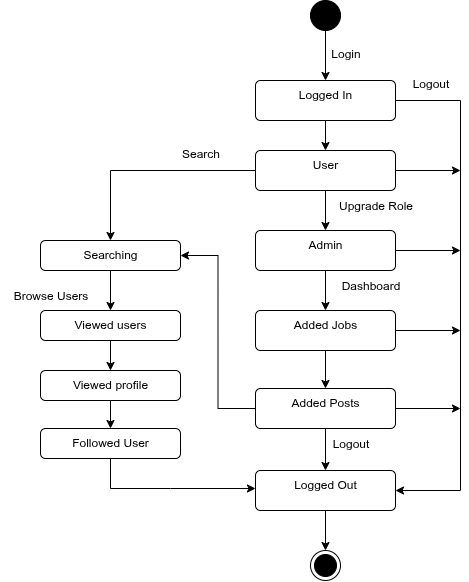 Login
Logged In
Logout
Search
User
Upgrade Role
Searching
Admin
Browse Users
Dashboard
Viewed users
Added Jobs
Viewed profile
Added Posts
Followed User
Logout
Logged Out